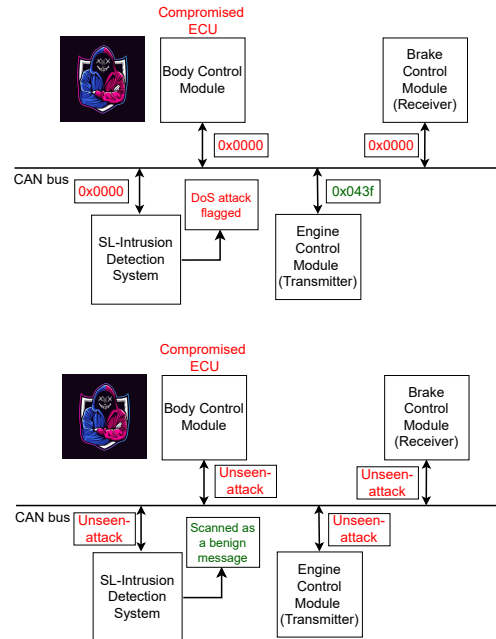 Compromised
ECU
Body Control
Module
Brake
Control
Module
(Receiver)
0x0000
0x0000
CAN bus
0x0000
DoS attack
flagged
0x043f
SL-Intrusion
Detection
System
Engine
Control
Module
(Transmitter)
Compromised
ECU
Body Control
Module
Brake
Control
Module
(Receiver)
Unseen-
attack
Unseen-
attack
CAN bus
Unseen-
attack
Scanned as
a benign
message
Unseen-
attack
SL-Intrusion
Detection
System
Engine
Control
Module
(Transmitter)